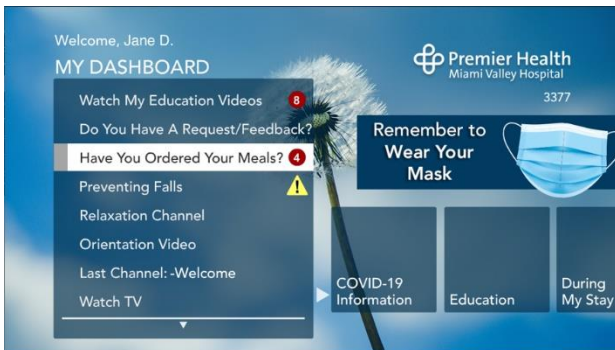 Welcome, Jane D.
MY DASHBOARD
Premier Health
Miami Valley Hospital
3377
Watch My Education Videos 8
Do You Have A Request/Feedback?
Have You Ordered Your Meals? 4
Preventing Falls
Relaxation Channel
Orientation Video
Last Channel: -Welcome
Watch TV
Remember to
Wear Your
Mask
COVID-19
Information
Education
During
My Stay